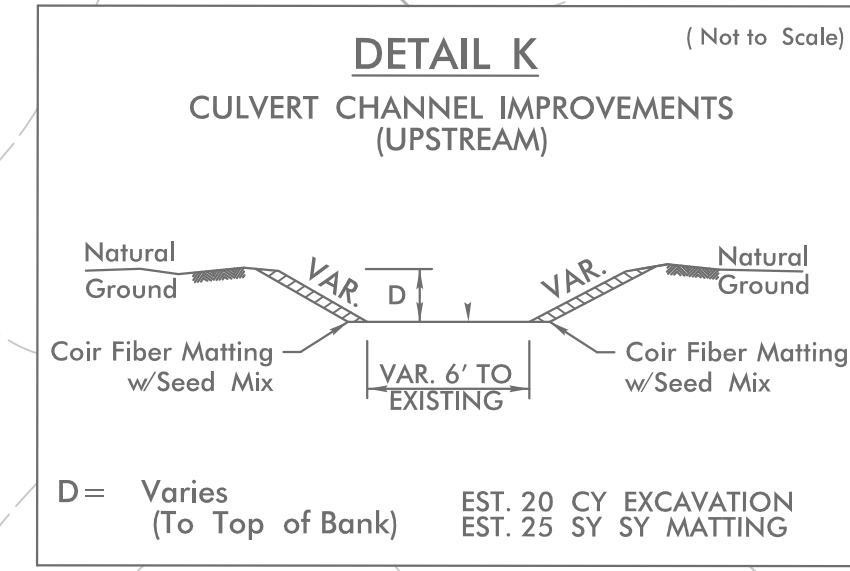 DETAIL K
( Not to Scale)
CULVERT CHANNEL IMPROVEMENTS
(UPSTREAM)
Natural
Ground
VAR.
D
VAR.
Natural
Ground
Coir Fiber Matting
w/Seed Mix
VAR. 6' TO
EXISTING
Coir Fiber Matting
w/Seed Mix
D= Varies
(To Top of Bank)
EST. 20 CY EXCAVATION
EST. 25 SY SY MATTING